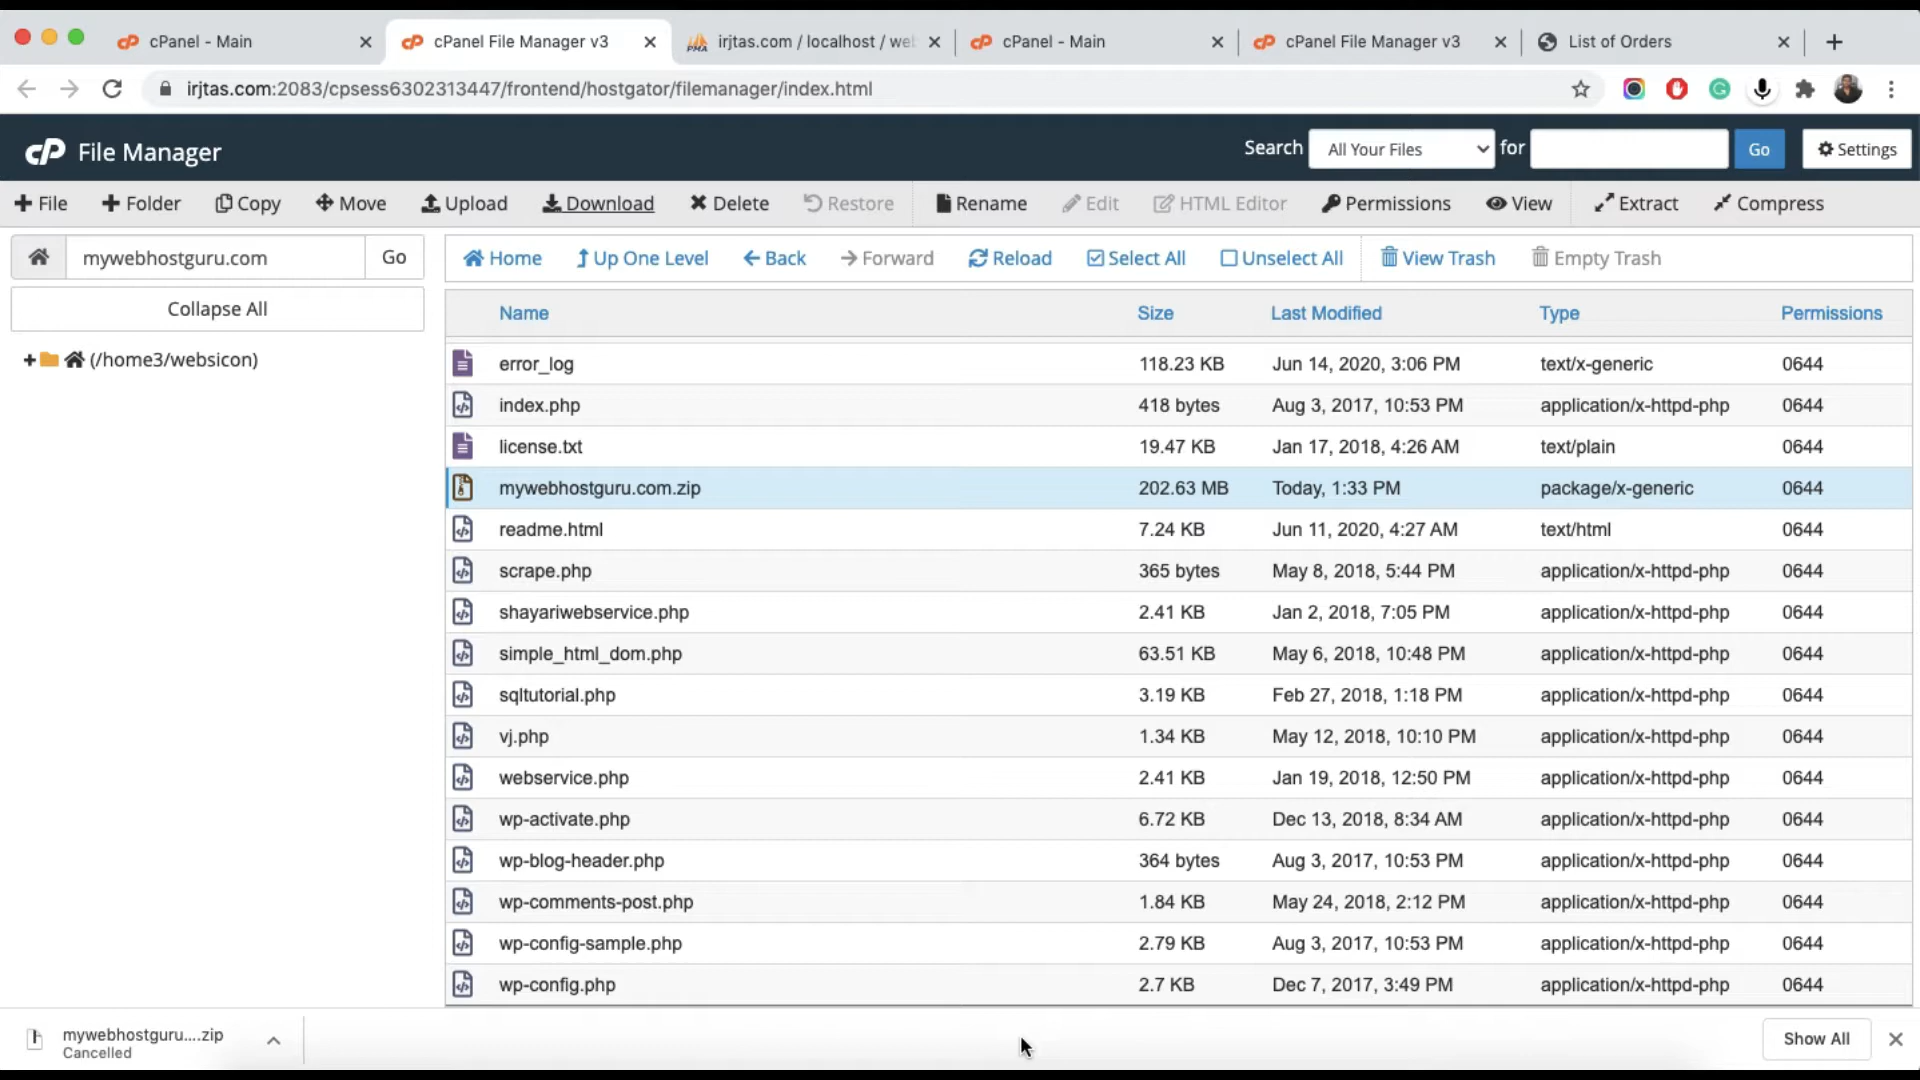 cPanel - Main
cPanel File Manager v3
irjtas.com / localhost / web
cPanel - Main
cPanel File Manager v3
List of Orders
irjtas.com:2083/cpsess6302313447/frontend/hostgator/filemanager/index.html
cP File Manager
Search All Your Files for Go Settings
File Folder Copy Move Upload Download Delete Restore Rename Edit HTML Editor Permissions View Extract Compress
mywebhostguru.com Go
Home Up One Level Back Forward Reload Select All Unselect All View Trash Empty Trash
Collapse All
(/home3/websicon)
Name Size Last Modified Type Permissions
error_log 118.23 KB Jun 14, 2020, 3:06 PM text/x-generic 0644
index.php 418 bytes Aug 3, 2017, 10:53 PM application/x-httpd-php 0644
license.txt 19.47 KB Jan 17, 2018, 4:26 AM text/plain 0644
mywebhostguru.com.zip 202.63 MB Today, 1:33 PM package/x-generic 0644
readme.html 7.24 KB Jun 11, 2020, 4:27 AM text/html 0644
scrape.php 365 bytes May 8, 2018, 5:44 PM application/x-httpd-php 0644
shayariwebservice.php 2.41 KB Jan 2, 2018, 7:05 PM application/x-httpd-php 0644
simple_html_dom.php 63.51 KB May 6, 2018, 10:48 PM application/x-httpd-php 0644
sqltutorial.php 3.19 KB Feb 27, 2018, 1:18 PM application/x-httpd-php 0644
vj.php 1.34 KB May 12, 2018, 10:10 PM application/x-httpd-php 0644
webservice.php 2.41 KB Jan 19, 2018, 12:50 PM application/x-httpd-php 0644
wp-activate.php 6.72 KB Dec 13, 2018, 8:34 AM application/x-httpd-php 0644
wp-blog-header.php 364 bytes Aug 3, 2017, 10:53 PM application/x-httpd-php 0644
wp-comments-post.php 1.84 KB May 24, 2018, 2:12 PM application/x-httpd-php 0644
wp-config-sample.php 2.79 KB Aug 3, 2017, 10:53 PM application/x-httpd-php 0644
wp-config.php 2.7 KB Dec 7, 2017, 3:49 PM application/x-httpd-php 0644
mywebhostguru....zip
Cancelled
Show All